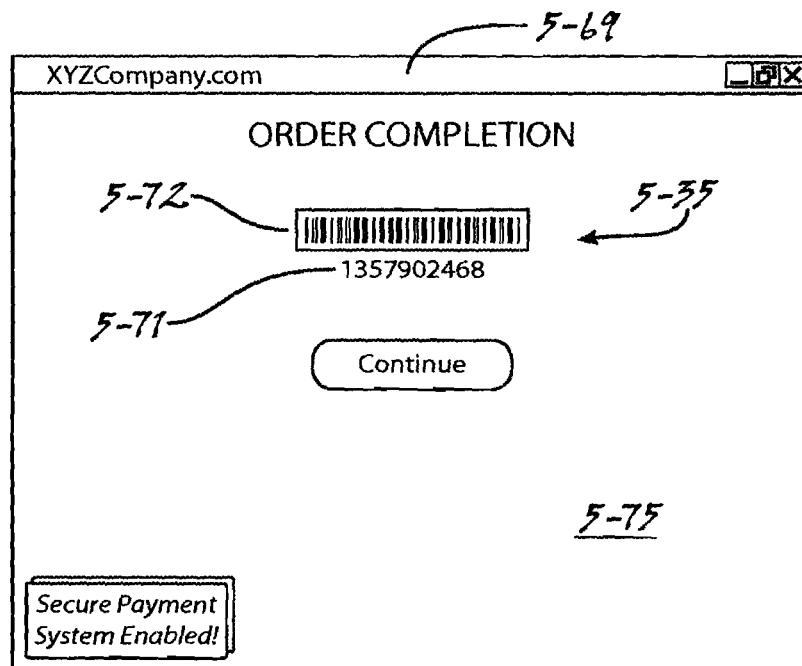 5-69
XYZCompany.com
ORDER COMPLETION
5-72
5-35
1357902468
5-71
Continue
5-75
Secure Payment
System Enabled!